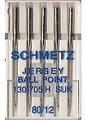 SCHMETZ
JERSEY
BALL POINT
130/705 H SUK
80/12